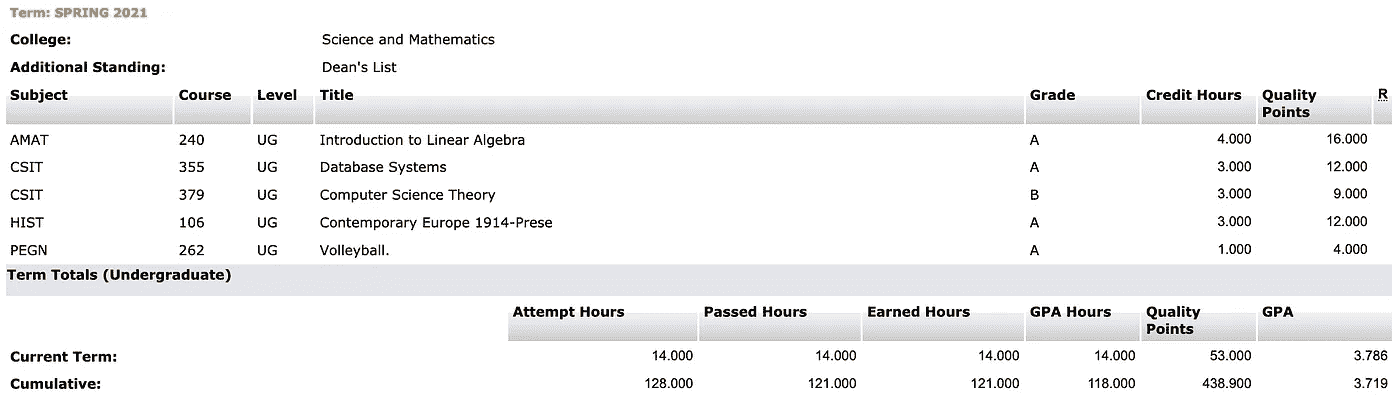 Term: SPRING 2021
College: Science and Mathematics
Additional Standing: Dean's List
Subject Course Level Title Grade Credit Hours Quality Points R
AMAT 240 UG Introduction to Linear Algebra A 4.000 16.000
CSIT 355 UG Database Systems A 3.000 12.000
CSIT 379 UG Computer Science Theory B 3.000 9.000
HIST 106 UG Contemporary Europe 1914-Prese A 3.000 12.000
PEGN 262 UG Volleyball. A 1.000 4.000
Term Totals (Undergraduate)
Attempt Hours Passed Hours Earned Hours GPA Hours Quality Points GPA
Current Term: 14.000 14.000 14.000 14.000 53.000 3.786
Cumulative: 128.000 121.000 121.000 118.000 438.900 3.719